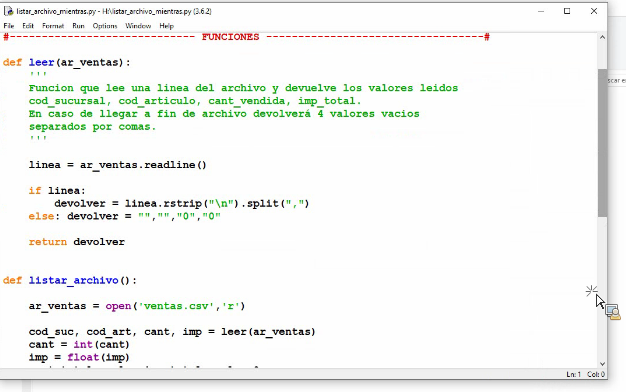 listar_archivo_mientras.py - H:\listar_archivo_mientras.py (3.6.2)
File Edit Format Run Options Window Help
#----------------------------- FUNCIONES ----------------------------------#
def leer(ar_ventas):
'''
Funcion que lee una linea del archivo y devuelve los valores leidos
cod_sucursal, cod_articulo, cant_vendida, imp_total.
En caso de llegar a fin de archivo devolverá 4 valores vacios
separados por comas.
'''
linea = ar_ventas.readline()
if linea:
devolver = linea.rstrip("\n").split(",")
else: devolver = "","","0","0"
return devolver
def listar_archivo():
ar_ventas = open('ventas.csv','r')
cod_suc, cod_art, cant, imp = leer(ar_ventas)
cant = int(cant)
imp = float(imp)
Ln: 1 Col: 0